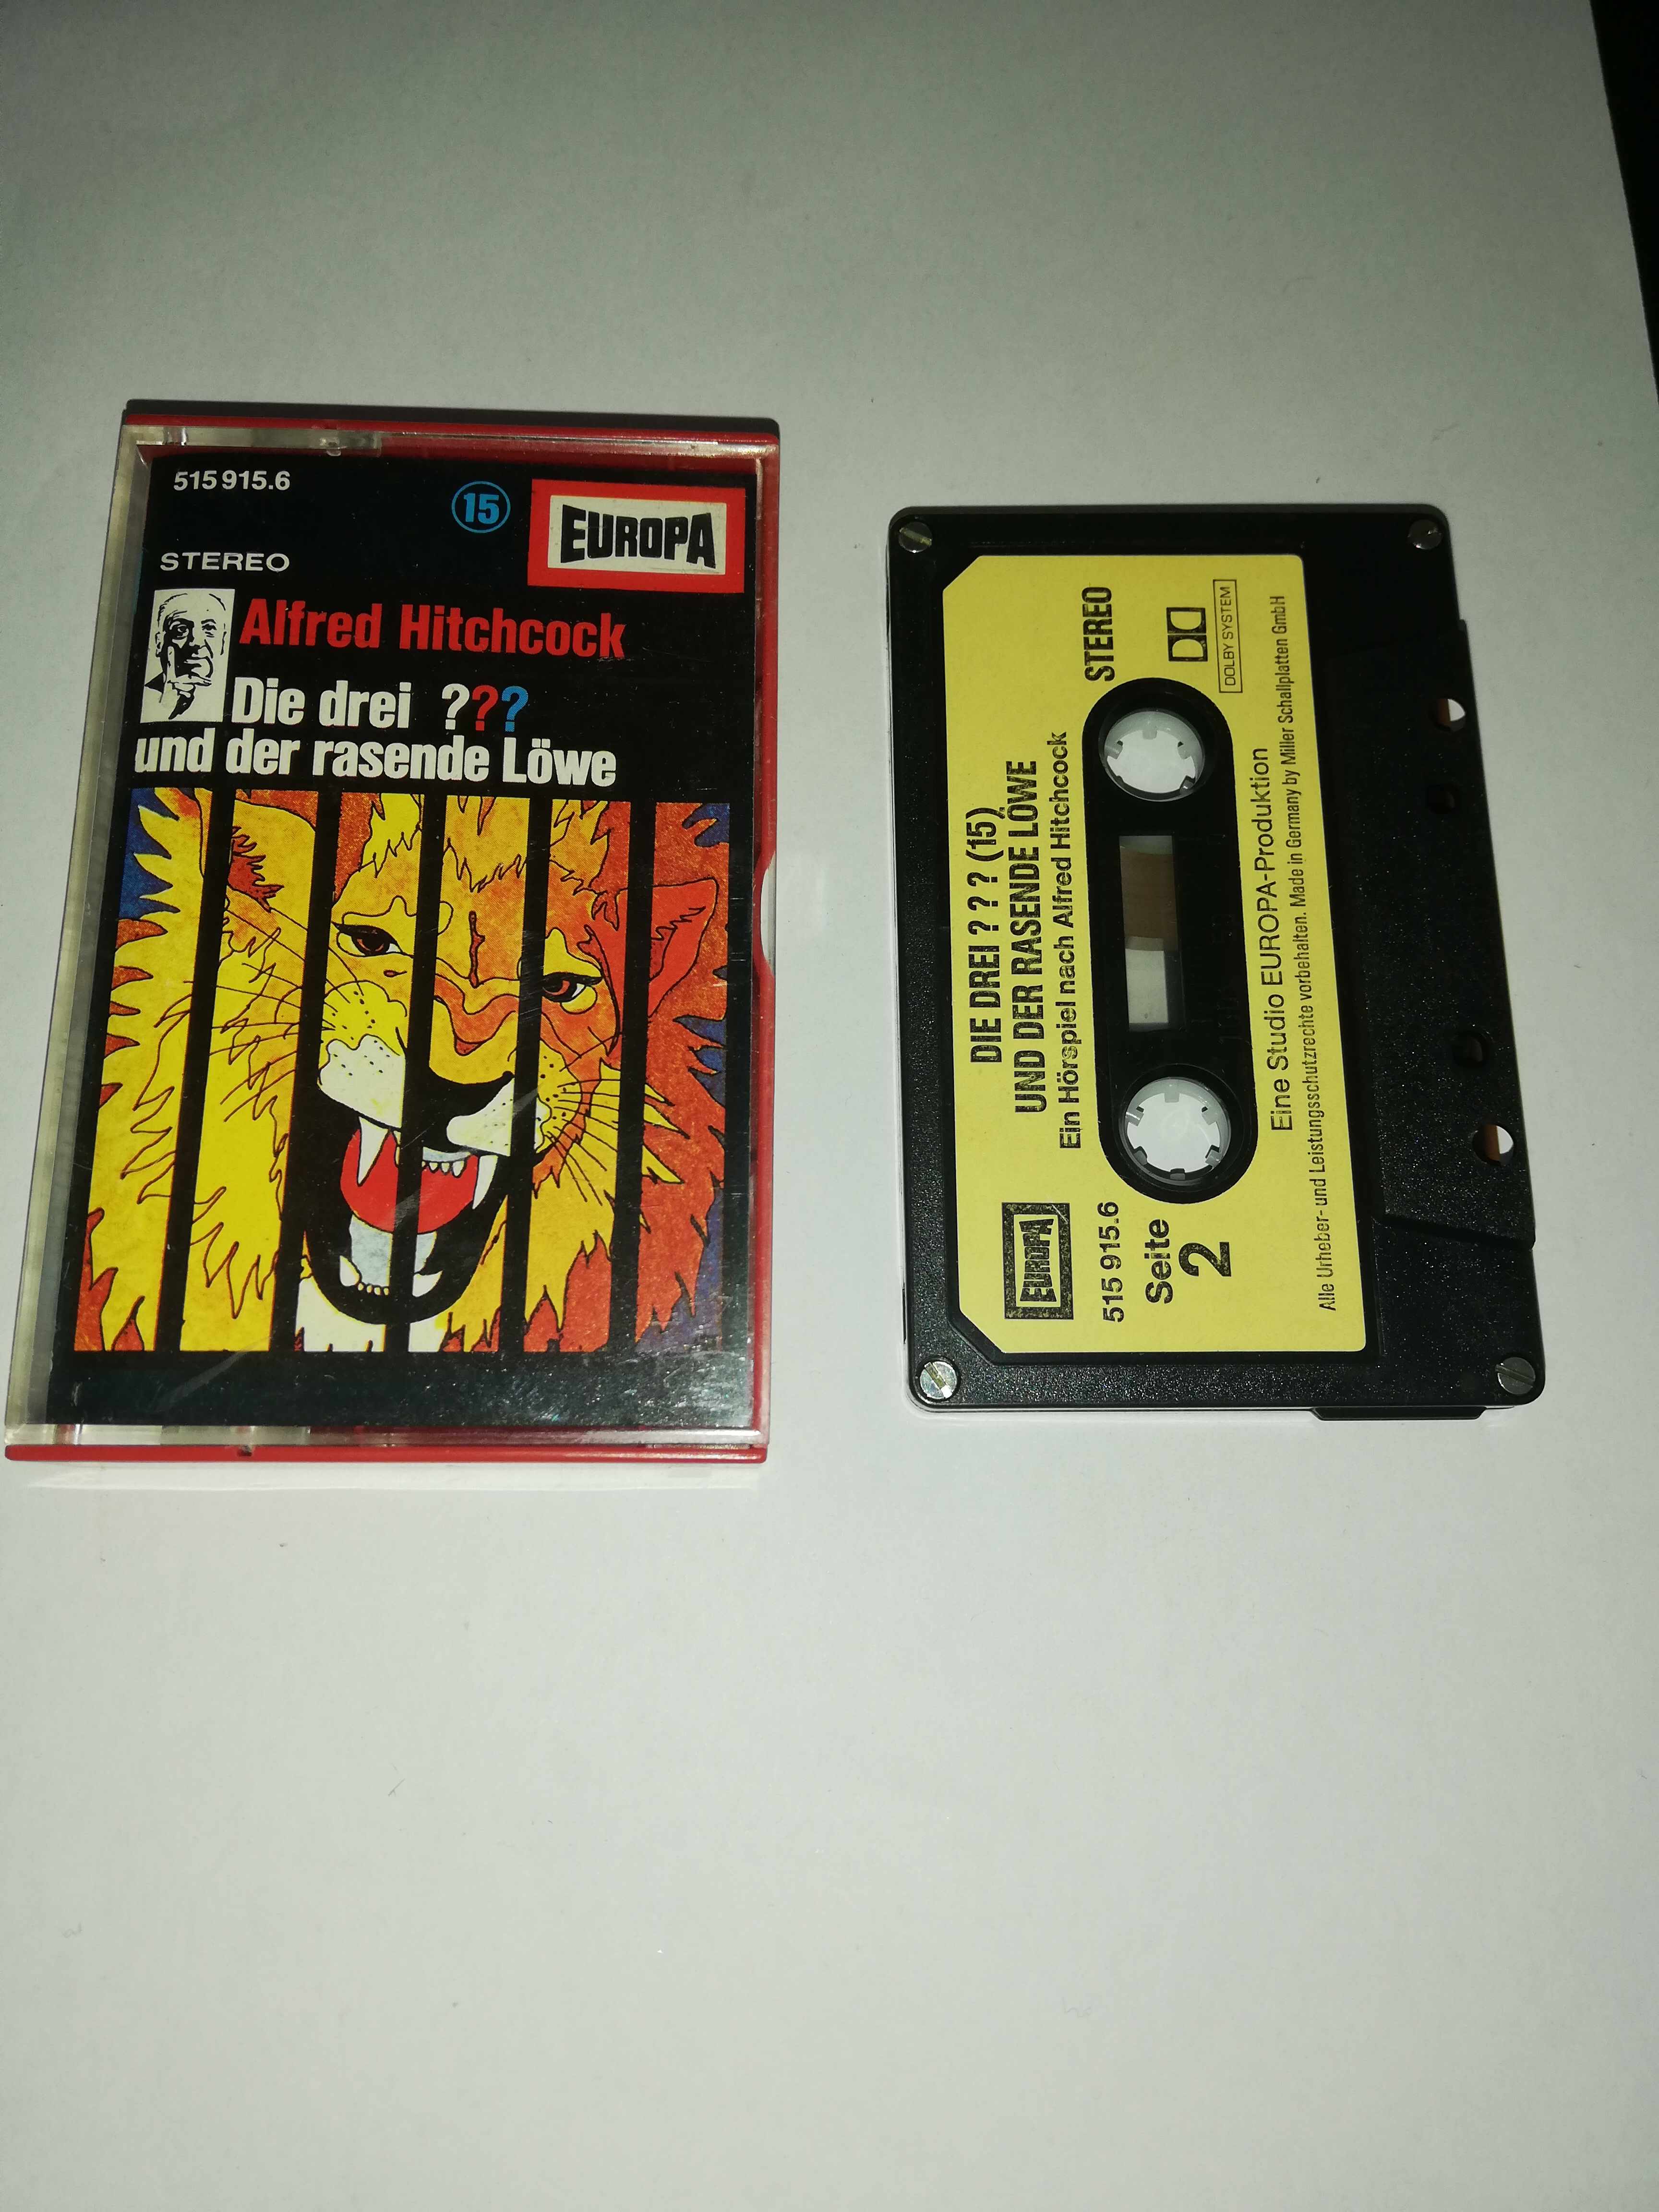 515 915.6
15
EUROPA
STEREO
Alfred Hitchcock
Die drei ???
und der rasende Löwe
DIE DREI ? ? ? (15)
UND DER RASENDE LÖWE
Ein Hörspiel nach Alfred Hitchcock
EUROPA
515 915.6
STEREO
Seite
2
DOLBY SYSTEM
Eine Studio EUROPA-Produktion
Alle Urheber- und Leistungsschutzrechte vorbehalten. Made in Germany by Miller Schallplatten GmbH